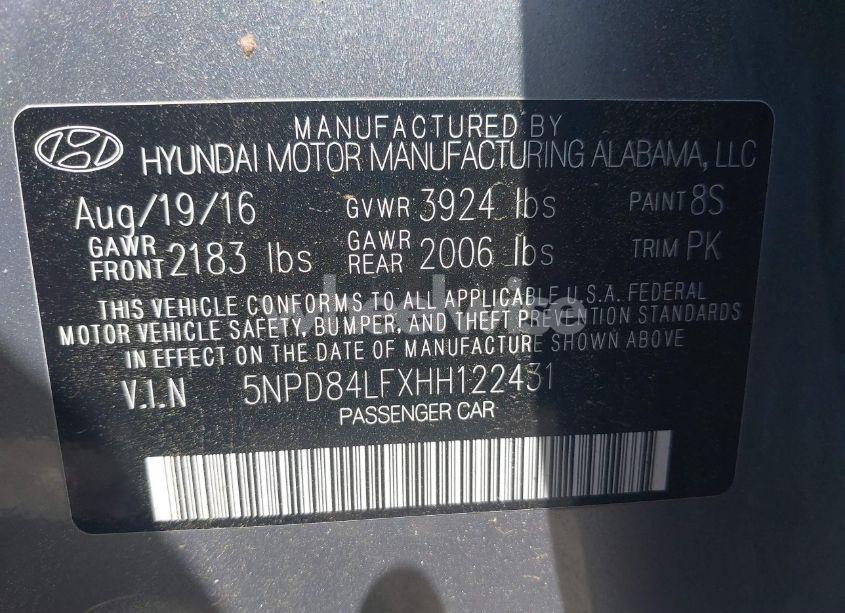 MANUFACTURED BY
HYUNDAI MOTOR MANUFACTURING ALABAMA, LLC
Aug/19/16 GVWR 3924 lbs PAINT 8S
GAWR FRONT 2183 lbs GAWR REAR 2006 lbs TRIM PK
THIS VEHICLE CONFORMS TO ALL APPLICABLE U.S.A. FEDERAL
MOTOR VEHICLE SAFETY, BUMPER, AND THEFT PREVENTION STANDARDS
IN EFFECT ON THE DATE OF MANUFACTURE SHOWN ABOVE
V.I.N 5NPD84LFXHH122431
PASSENGER CAR